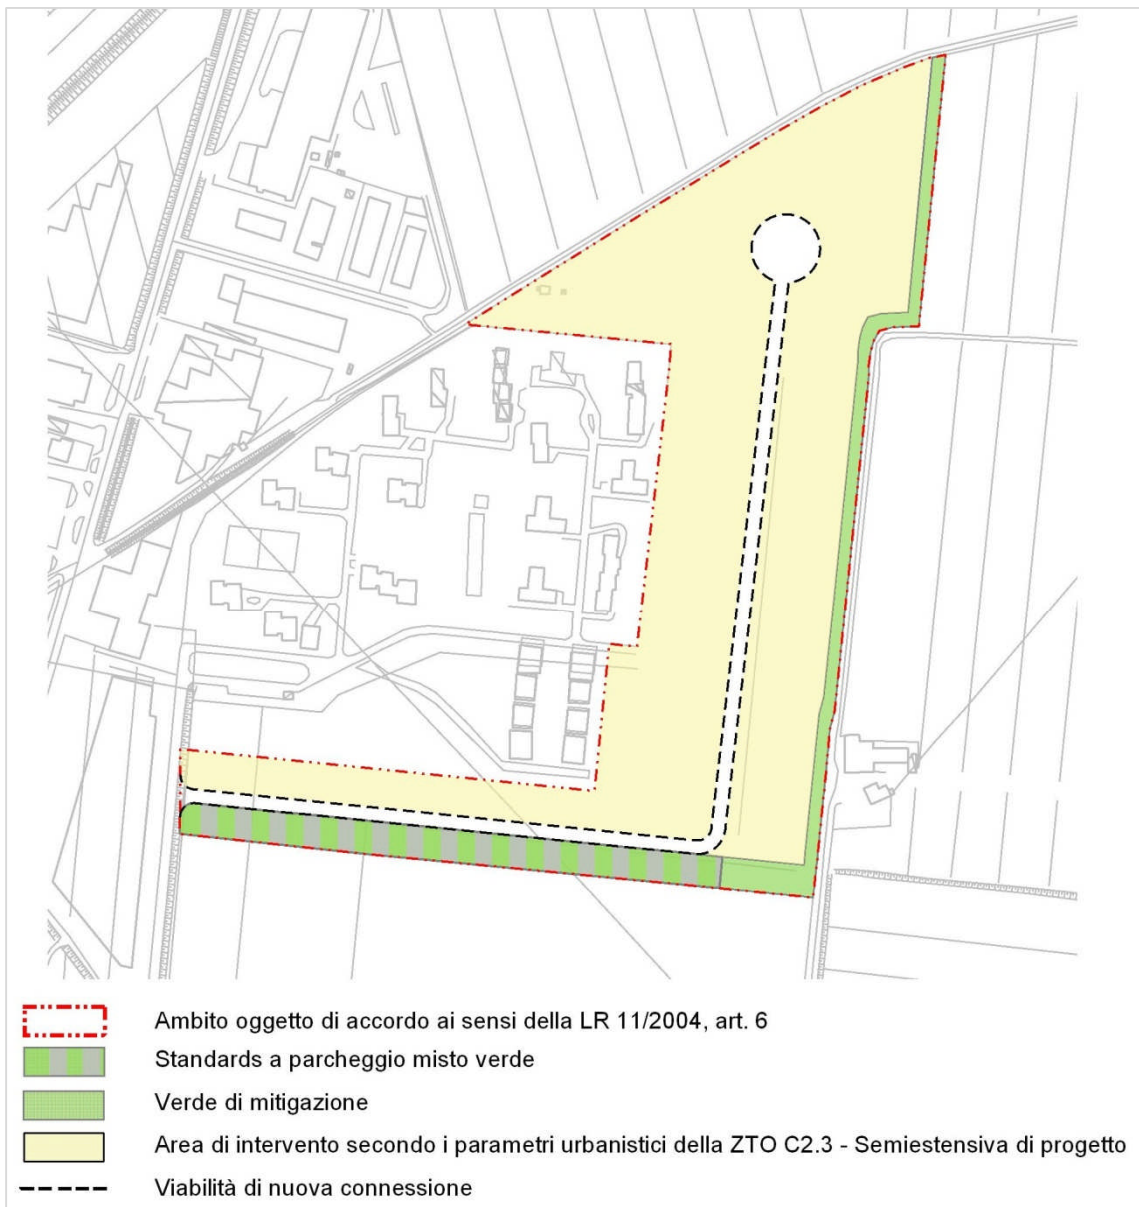 Ambito oggetto di accordo ai sensi della LR 11/2004, art. 6
Standards a parcheggio misto verde
Verde di mitigazione
Area di intervento secondo i parametri urbanistici della ZTO C2.3 - Semiestensiva di progetto
Viabilità di nuova connessione